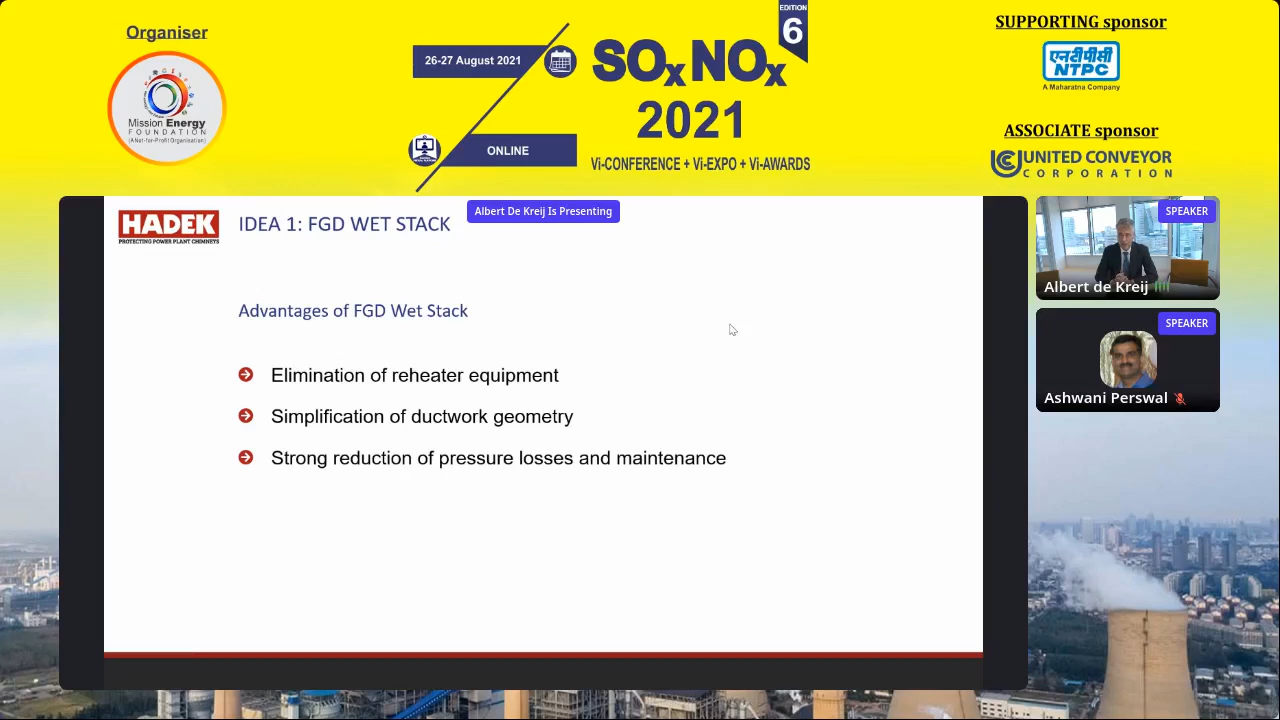 Organiser
Mission Energy
FOUNDATION
(A Not-for-Profit Organisation)
26-27 August 2021
ONLINE
EDITION
6
SOxNOx
2021
Vi-CONFERENCE + Vi-EXPO + Vi-AWARDS
SUPPORTING sponsor
एनटीपीसी
NTPC
A Maharatna Company
ASSOCIATE sponsor
UNITED CONVEYOR
CORPORATION
Albert De Kreij Is Presenting
HADEK
PROTECTING POWER PLANT CHIMNEYS
IDEA 1: FGD WET STACK
Advantages of FGD Wet Stack
Elimination of reheater equipment
Simplification of ductwork geometry
Strong reduction of pressure losses and maintenance
SPEAKER
Albert de Kreij
SPEAKER
Ashwani Perswal